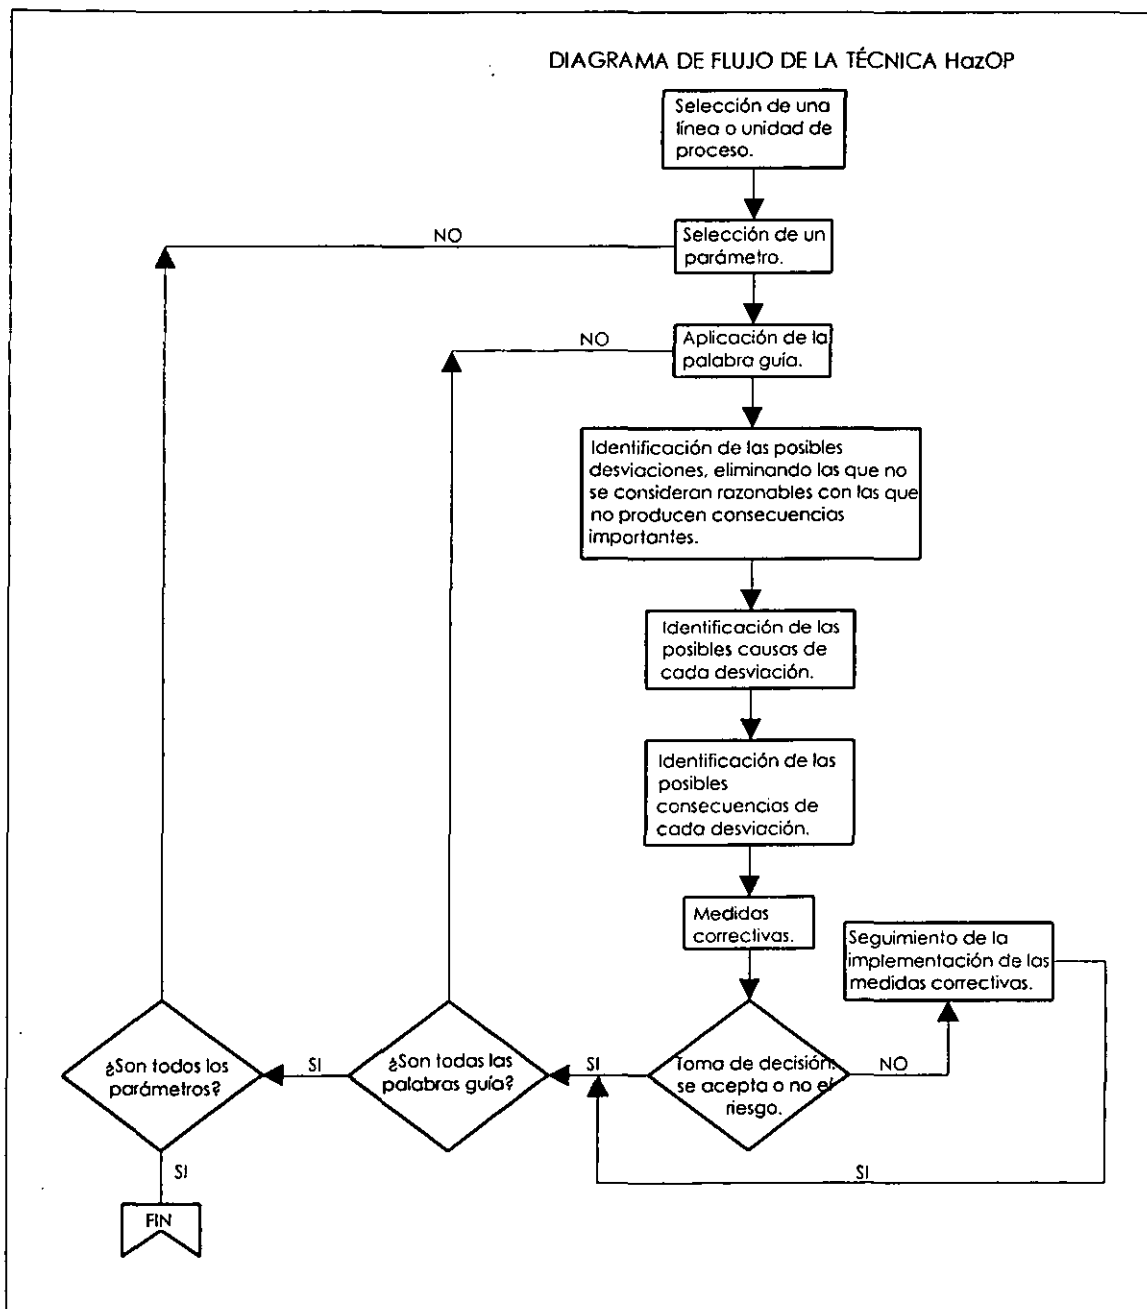 DIAGRAMA DE FLUJO DE LA TÉCNICA HazOP
Selección de una
línea o unidad de
proceso.
NO
Selección de un
parámetro.
NO
Aplicación de la
palabra guía.
Identificación de las posibles
desviaciones, eliminando las que no
se consideran razonables con las que
no producen consecuencias
importantes.
Identificación de las
posibles causas de
cada desviación.
Identificación de las
posibles
consecuencias de
cada desviación.
Medidas
correctivas.
Seguimiento de la
implementación de las
medidas correctivas.
¿Son todos los
parámetros?
SI
¿Son todas las
palabras guía?
SI
Toma de decisión:
se acepta o no el
riesgo.
NO
SI
SI
FIN